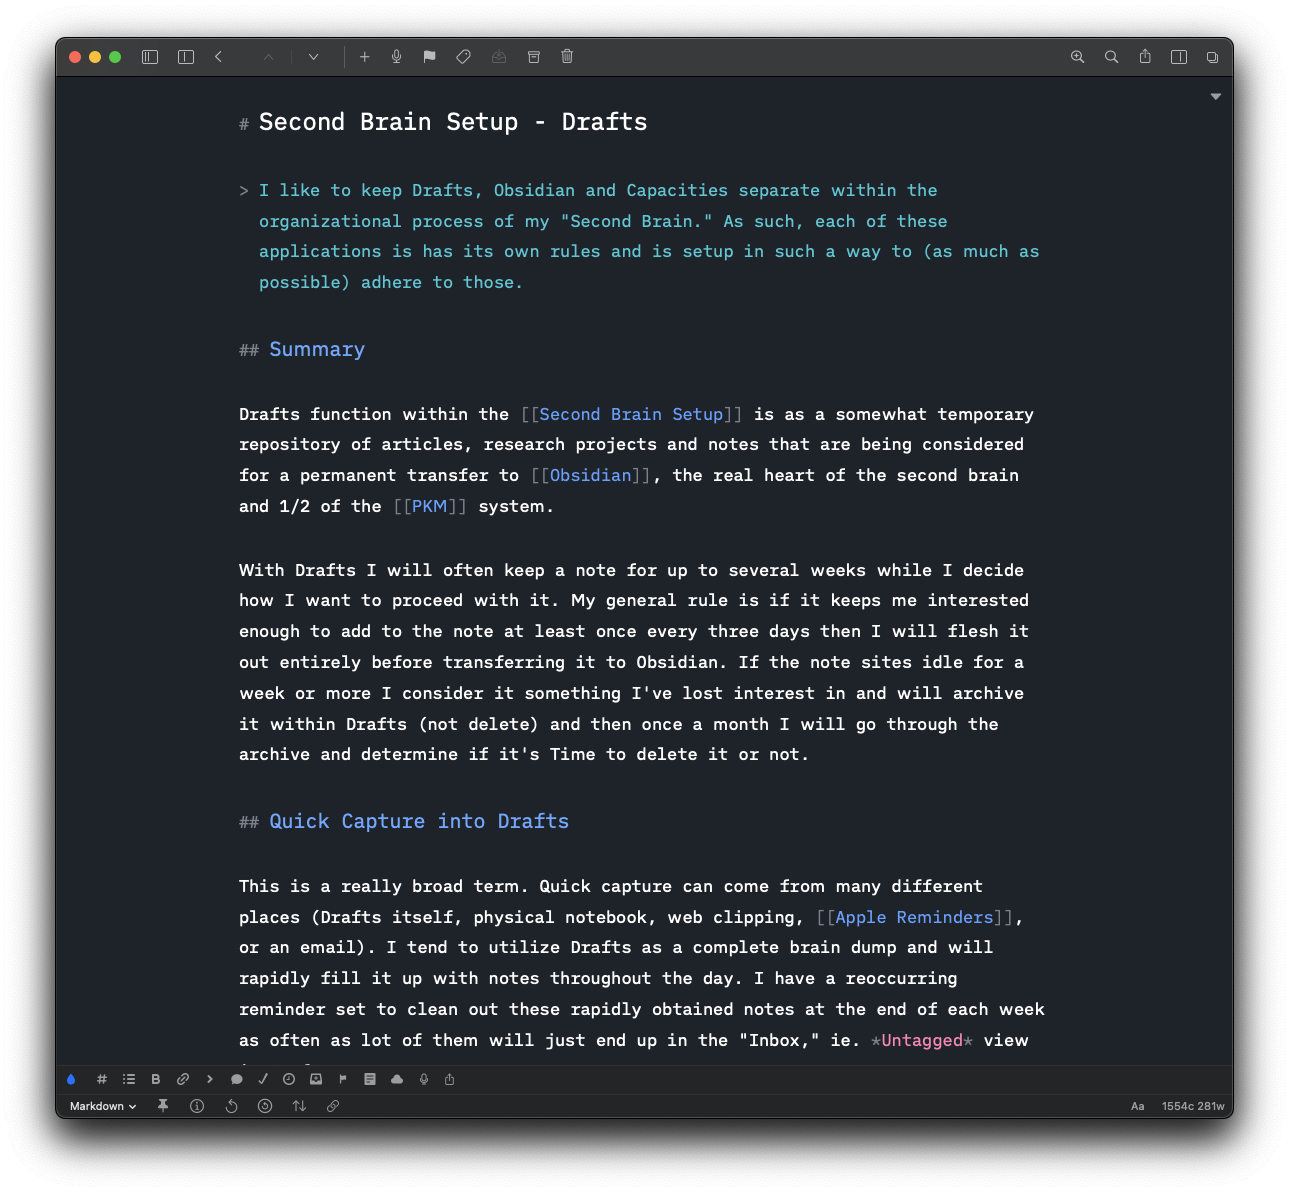 # Second Brain Setup - Drafts
> I like to keep Drafts, Obsidian and Capacities separate within the
organizational process of my "Second Brain." As such, each of these
applications is has its own rules and is setup in such a way to (as much as
possible) adhere to those.
## Summary
Drafts function within the [[Second Brain Setup]] is as a somewhat temporary
repository of articles, research projects and notes that are being considered
for a permanent transfer to [[Obsidian]], the real heart of the second brain
and 1/2 of the [[PKM]] system.
With Drafts I will often keep a note for up to several weeks while I decide
how I want to proceed with it. My general rule is if it keeps me interested
enough to add to the note at least once every three days then I will flesh it
out entirely before transferring it to Obsidian. If the note sites idle for a
week or more I consider it something I've lost interest in and will archive
it within Drafts (not delete) and then once a month I will go through the
archive and determine if it's Time to delete it or not.
## Quick Capture into Drafts
This is a really broad term. Quick capture can come from many different
places (Drafts itself, physical notebook, web clipping, [[Apple Reminders]],
or an email). I tend to utilize Drafts as a complete brain dump and will
rapidly fill it up with notes throughout the day. I have a reoccurring
reminder set to clean out these rapidly obtained notes at the end of each week
as often as lot of them will just end up in the "Inbox," ie. *Untagged* view
Markdown
Aa 1554c 281w